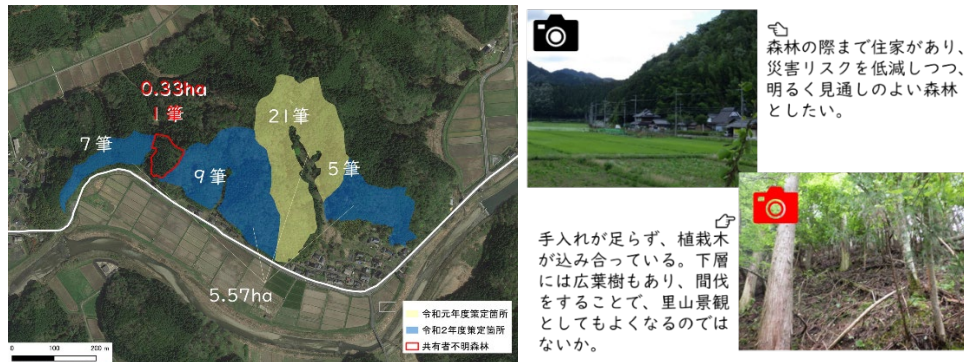 0.33ha
1筆
21筆
7筆
9筆
5筆
5.57ha
令和元年度策定箇所
令和2年度策定箇所
共有者不明森林
0 100 200 m
森林の際まで住家があり、
災害リスクを低減しつつ、
明るく見通しのよい森林
としたい。
手入れが足らず、植栽木
が込み合っている。下層
には広葉樹もあり、間伐
をすることで、里山景観
としてもよくなるのでは
ないか。